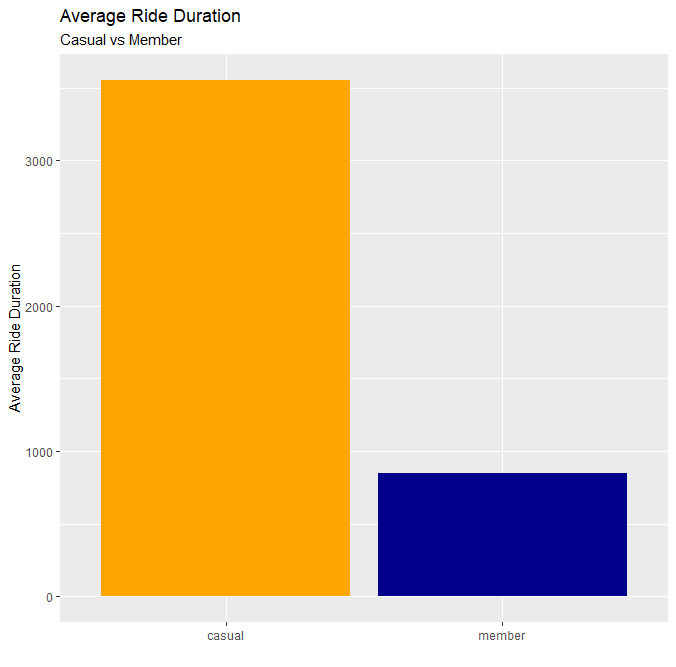 Average Ride Duration
Casual vs Member
Average Ride Duration
3000
2000
1000
0
casual
member